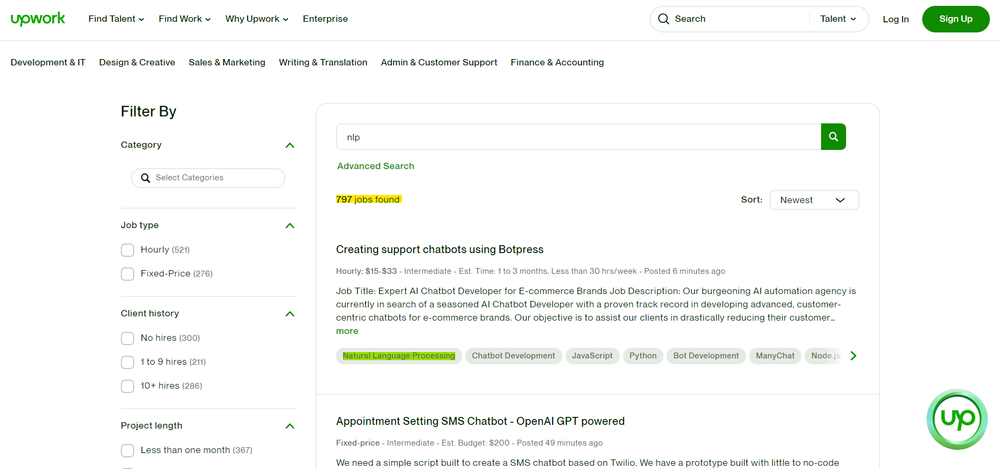 upwork
Find Talent
Find Work
Why Upwork
Enterprise
Search
Talent
Log In
Sign Up
Development & IT
Design & Creative
Sales & Marketing
Writing & Translation
Admin & Customer Support
Finance & Accounting
Filter By
Category
Select Categories
Job type
Hourly (521)
Fixed-Price (276)
Client history
No hires (300)
1 to 9 hires (211)
10+ hires (286)
Project length
Less than one month (367)
nlp
Advanced Search
797 jobs found
Sort:
Newest
Creating support chatbots using Botpress
Hourly: $15-$33 - Intermediate - Est. Time: 1 to 3 months, Less than 30 hrs/week - Posted 6 minutes ago
Job Title: Expert AI Chatbot Developer for E-commerce Brands Job Description: Our burgeoning AI automation agency is
currently in search of a seasoned AI Chatbot Developer with a proven track record in developing advanced, customer-
centric chatbots for e-commerce brands. Our objective is to assist our clients in drastically reducing their customer…
more
Natural Language Processing
Chatbot Development
JavaScript
Python
Bot Development
ManyChat
Node.js
Appointment Setting SMS Chatbot - OpenAI GPT powered
Fixed-price - Intermediate - Est. Budget: $200 - Posted 49 minutes ago
We need a simple script built to create a SMS chatbot based on Twilio. We have a prototype built with little to no-code
up